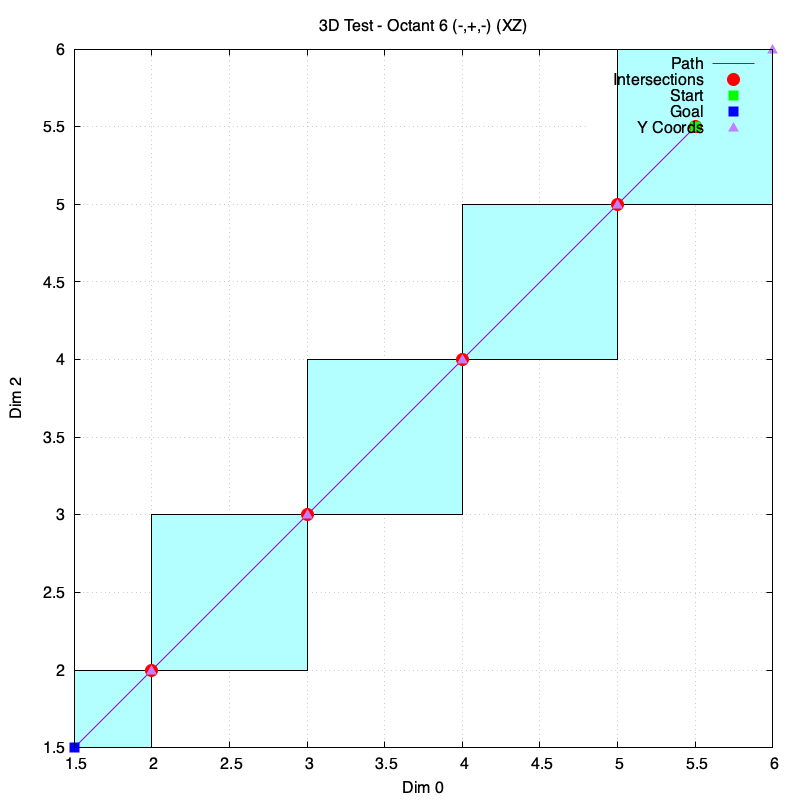 3D Test - Octant 6 (-,+,-) (XZ)
6
Path
Intersections
Start
Goal
5.5
Y Coords
5
4.5
4
Dim 2
3.5
3
2.5
2
1.5
1.5 2 2.5 3 3.5 4 4.5 5 5.5 6
Dim 0